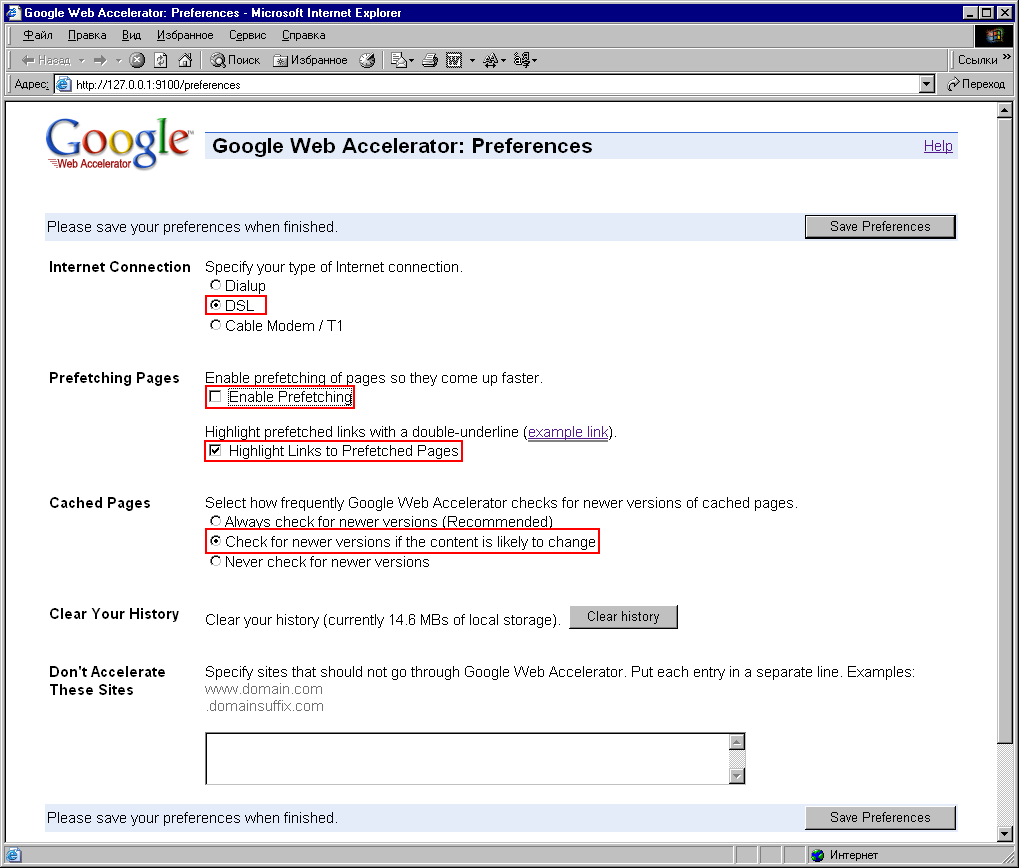 Google Web Accelerator: Preferences - Microsoft Internet Explorer
Файл Правка Вид Избранное Сервис Справка
Назад Поиск Избранное Ссылки »
Адрес: http://127.0.0.1:9100/preferences Переход
Google™
Web Accelerator
Google Web Accelerator: Preferences Help
Please save your preferences when finished. Save Preferences
Internet Connection Specify your type of Internet connection.
Dialup
DSL
Cable Modem / T1
Prefetching Pages Enable prefetching of pages so they come up faster.
Enable Prefetching
Highlight prefetched links with a double-underline (example link).
Highlight Links to Prefetched Pages
Cached Pages Select how frequently Google Web Accelerator checks for newer versions of cached pages.
Always check for newer versions (Recommended)
Check for newer versions if the content is likely to change
Never check for newer versions
Clear Your History Clear your history (currently 14.6 MBs of local storage). Clear history
Don't Accelerate Specify sites that should not go through Google Web Accelerator. Put each entry in a separate line. Examples:
These Sites www.domain.com
.domainsuffix.com
Please save your preferences when finished. Save Preferences
Интернет